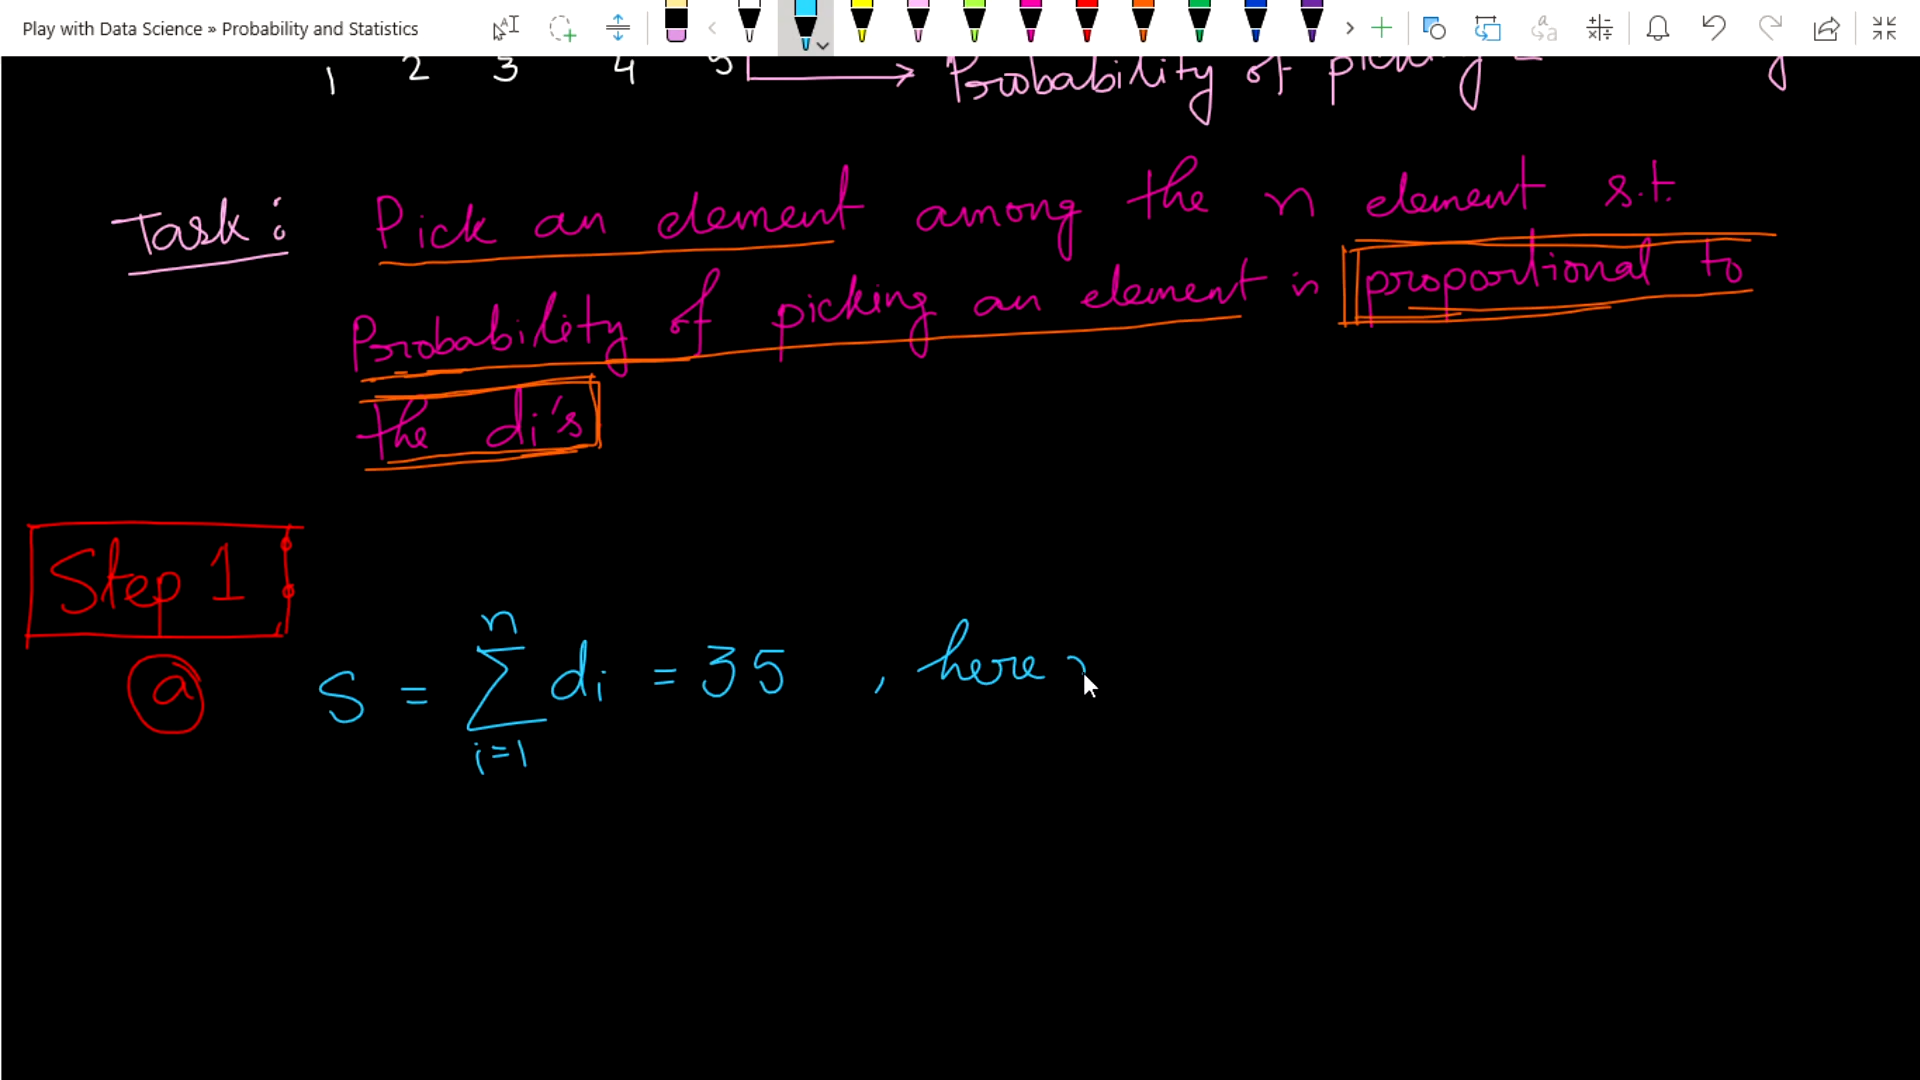 Play with Data Science » Probability and Statistics
1 2 3 4 5 Probability of picking
Task: Pick an element among the n element s.t.
Probability of picking an element is proportional to
the di's
Step 1
n
a S = ∑ di = 35 , here
i=1